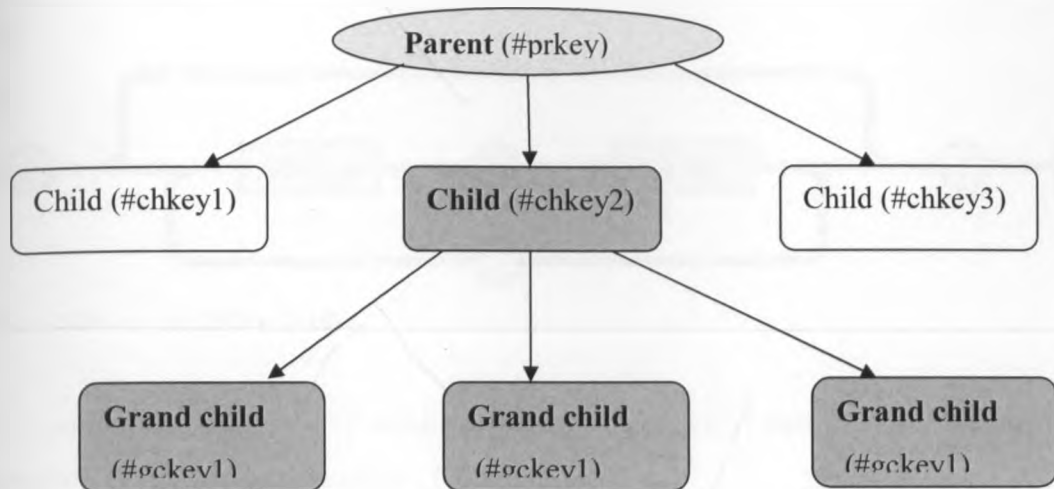 Parent (#prkey)
Child (#chkey1)
Child (#chkey2)
Child (#chkey3)
Grand child
(#gckey1)
Grand child
(#gckey1)
Grand child
(#gckey1)